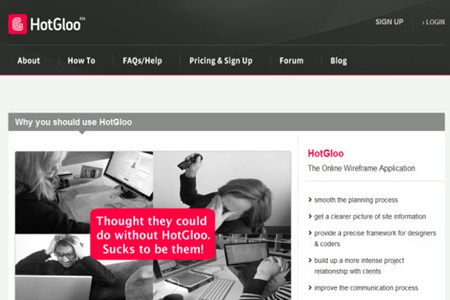 HotGloo
SIGN UP
› LOGIN
About
How To
FAQs/Help
Pricing & Sign Up
Forum
Blog
Why you should use HotGloo
Thought they could
do without HotGloo.
Sucks to be them!
HotGloo
The Online Wireframe Application
smooth the planning process
get a clearer picture of site information
provide a precise framework for designers
& coders
build up a more intense project
relationship with clients
improve the communication process